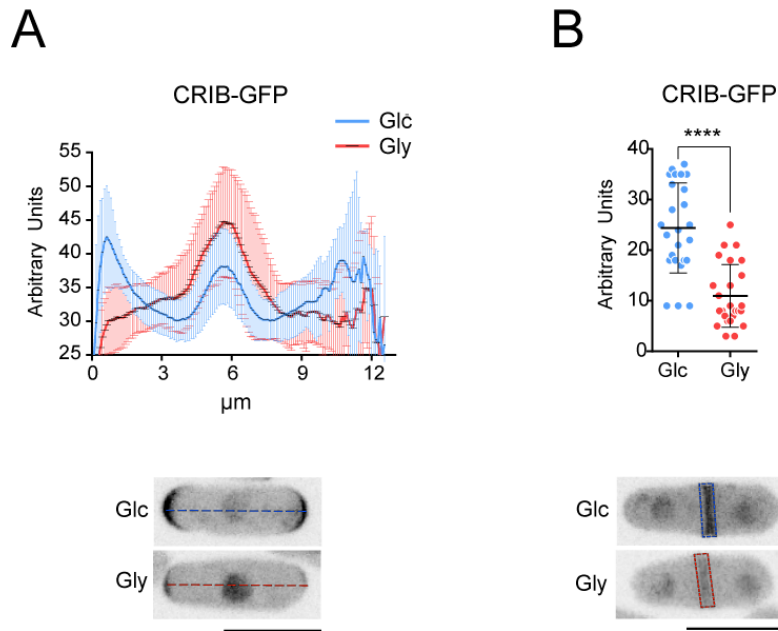 A
CRIB-GFP
Glc
Gly
55
50
45
40
35
30
25
Arbitrary Units
0 3 6 9 12
µm
Glc
Gly
B
CRIB-GFP
****
40
30
20
10
0
Arbitrary Units
Glc Gly
Glc
Gly